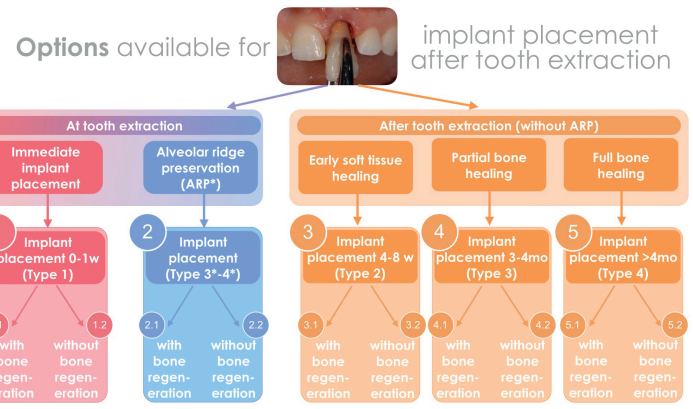 Options available for
implant placement
after tooth extraction
At tooth extraction
After tooth extraction (without ARP)
Immediate
implant
placement
Alveolar ridge
preservation
(ARP*)
Early soft tissue
healing
Partial bone
healing
Full bone
healing
Implant
placement 0-1w
(Type 1)
2
Implant
placement
(Type 3*-4*)
3
Implant
placement 4-8 w
(Type 2)
4
Implant
placement 3-4mo
(Type 3)
5
Implant
placement >4mo
(Type 4)
1.2
with
bone
regen-
eration
without
bone
regen-
eration
2.1
2.2
with
bone
regen-
eration
without
bone
regen-
eration
3.1
3.2
with
bone
regen-
eration
without
bone
regen-
eration
4.1
4.2
with
bone
regen-
eration
without
bone
regen-
eration
5.1
5.2
with
bone
regen-
eration
without
bone
regen-
eration